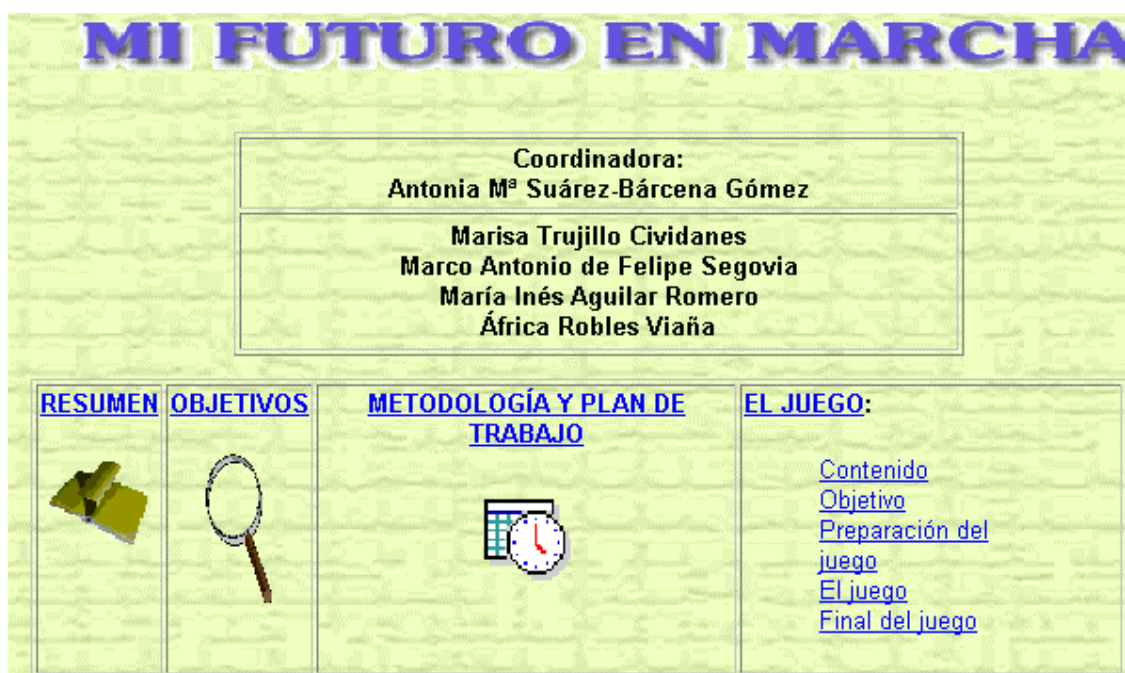 MI FUTURO EN MARCHA
Coordinadora:
Antonia Mª Suárez-Bárcena Gómez
Marisa Trujillo Cividanes
Marco Antonio de Felipe Segovia
María Inés Aguilar Romero
África Robles Viaña
RESUMEN
OBJETIVOS
METODOLOGÍA Y PLAN DE
TRABAJO
EL JUEGO:
Contenido
Objetivo
Preparación del
juego
El juego
Final del juego